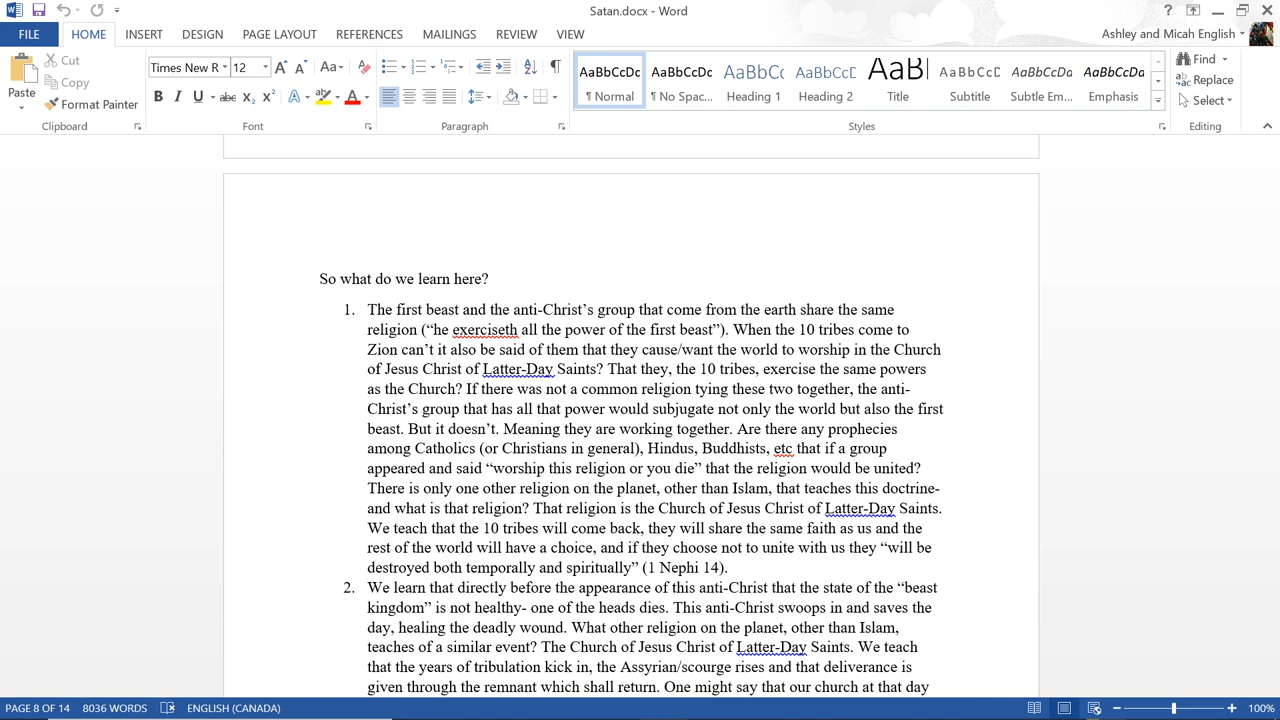 Satan.docx - Word
FILE HOME INSERT DESIGN PAGE LAYOUT REFERENCES MAILINGS REVIEW VIEW Ashley and Micah English
Paste Cut Copy Format Painter
Times New R 12
AaBbCcDc AaBbCcDc AaBbCc AaBbCcD AaB AaBbCcD AaBbCcDc AaBbCcDc
¶ Normal ¶ No Spac... Heading 1 Heading 2 Title Subtitle Subtle Em... Emphasis
Find Replace Select
Clipboard Font Paragraph Styles Editing
So what do we learn here?
1. The first beast and the anti-Christ’s group that come from the earth share the same
religion (“he exerciseth all the power of the first beast”). When the 10 tribes come to
Zion can’t it also be said of them that they cause/want the world to worship in the Church
of Jesus Christ of Latter-Day Saints? That they, the 10 tribes, exercise the same powers
as the Church? If there was not a common religion tying these two together, the anti-
Christ’s group that has all that power would subjugate not only the world but also the first
beast. But it doesn’t. Meaning they are working together. Are there any prophecies
among Catholics (or Christians in general), Hindus, Buddhists, etc that if a group
appeared and said “worship this religion or you die” that the religion would be united?
There is only one other religion on the planet, other than Islam, that teaches this doctrine-
and what is that religion? That religion is the Church of Jesus Christ of Latter-Day Saints.
We teach that the 10 tribes will come back, they will share the same faith as us and the
rest of the world will have a choice, and if they choose not to unite with us they “will be
destroyed both temporally and spiritually” (1 Nephi 14).
2. We learn that directly before the appearance of this anti-Christ that the state of the “beast
kingdom” is not healthy- one of the heads dies. This anti-Christ swoops in and saves the
day, healing the deadly wound. What other religion on the planet, other than Islam,
teaches of a similar event? The Church of Jesus Christ of Latter-Day Saints. We teach
that the years of tribulation kick in, the Assyrian/scourge rises and that deliverance is
given through the remnant which shall return. One might say that our church at that day
PAGE 8 OF 14 8036 WORDS ENGLISH (CANADA) 100%